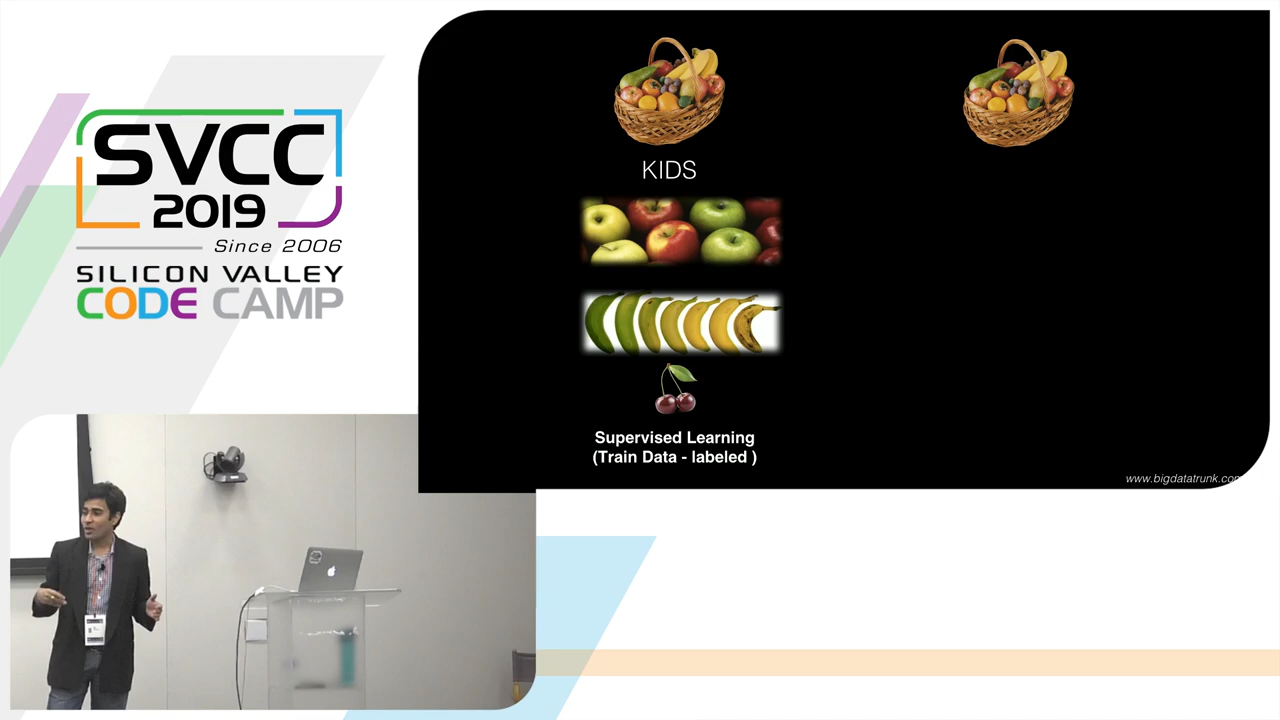 SVCC
2019
Since 2006
SILICON VALLEY
CODE CAMP
KIDS
Supervised Learning
(Train Data - labeled )
www.bigdatatrunk.com